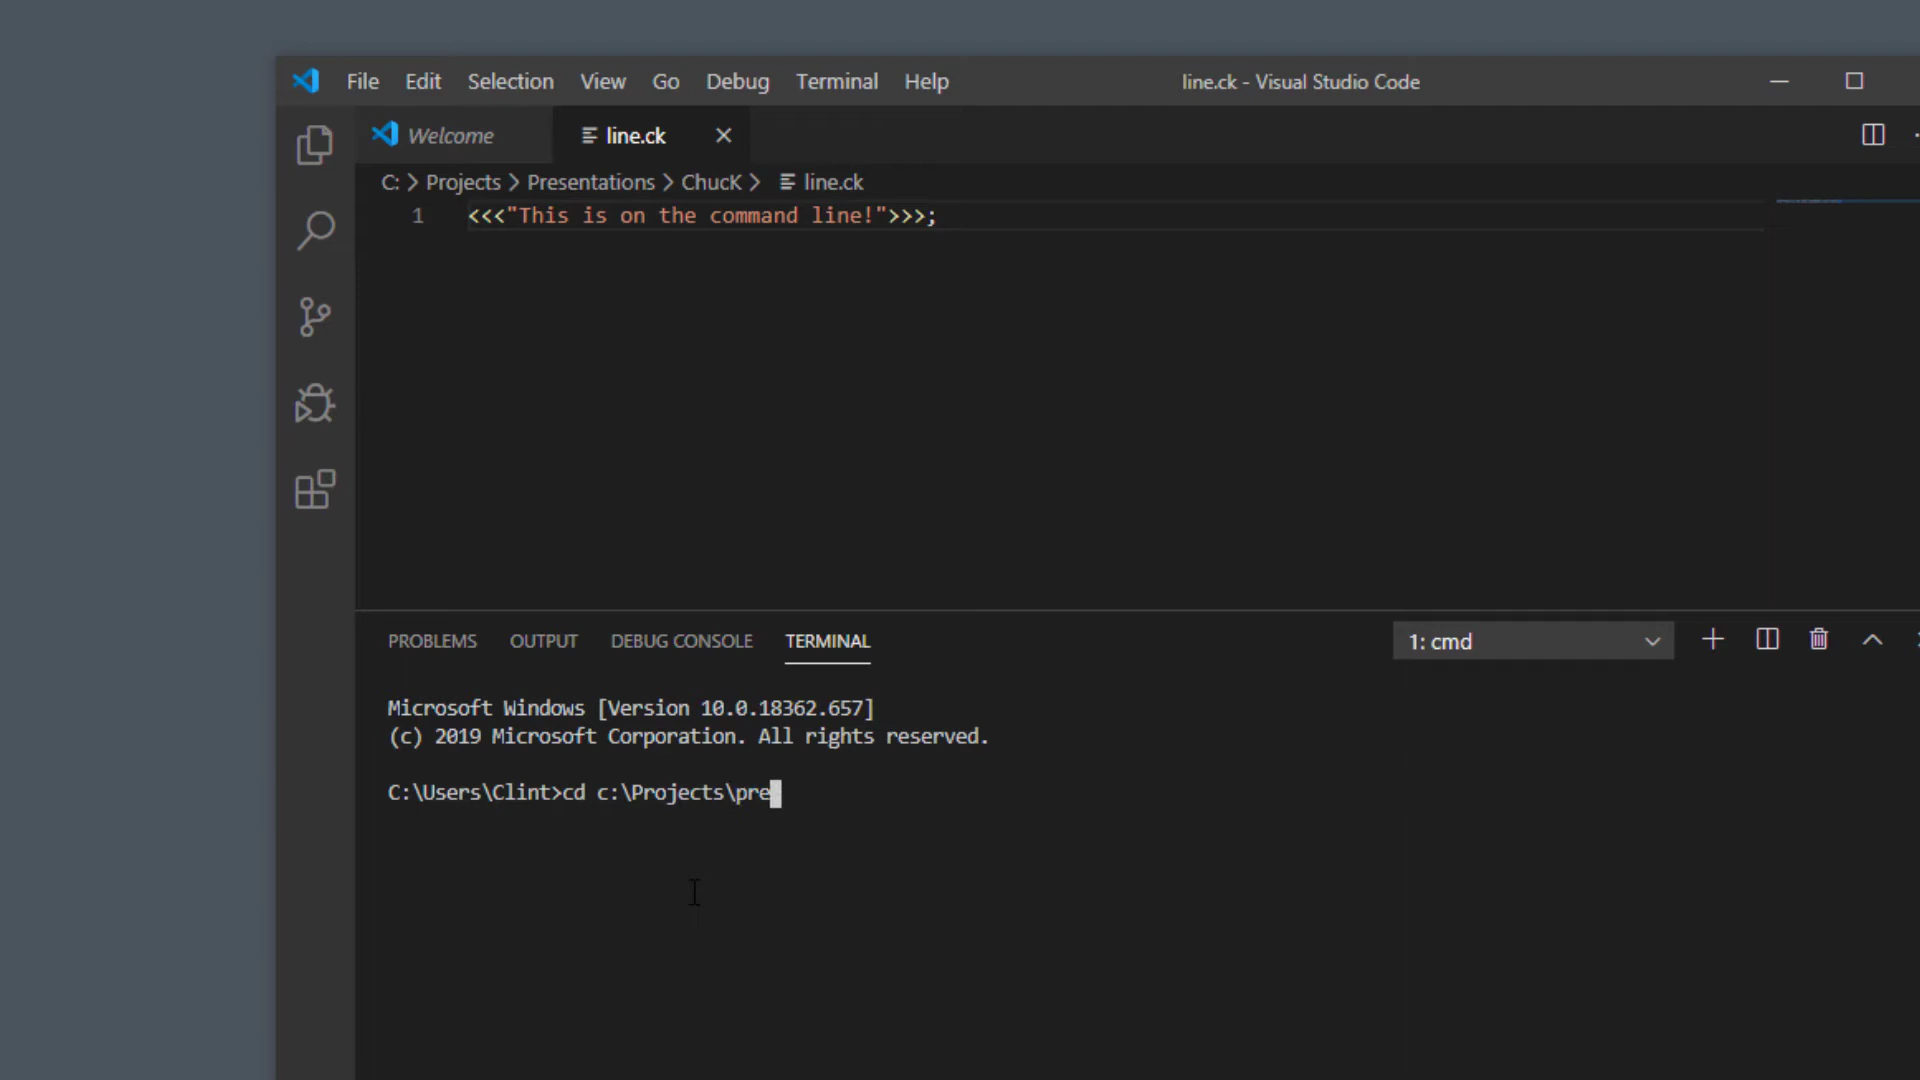 File Edit Selection View Go Debug Terminal Help line.ck - Visual Studio Code
Welcome line.ck
C: > Projects > Presentations > ChucK > line.ck
1 <<<"This is on the command line!">>>;
PROBLEMS OUTPUT DEBUG CONSOLE TERMINAL 1: cmd
Microsoft Windows [Version 10.0.18362.657]
(c) 2019 Microsoft Corporation. All rights reserved.
C:\Users\Clint>cd c:\Projects\pre